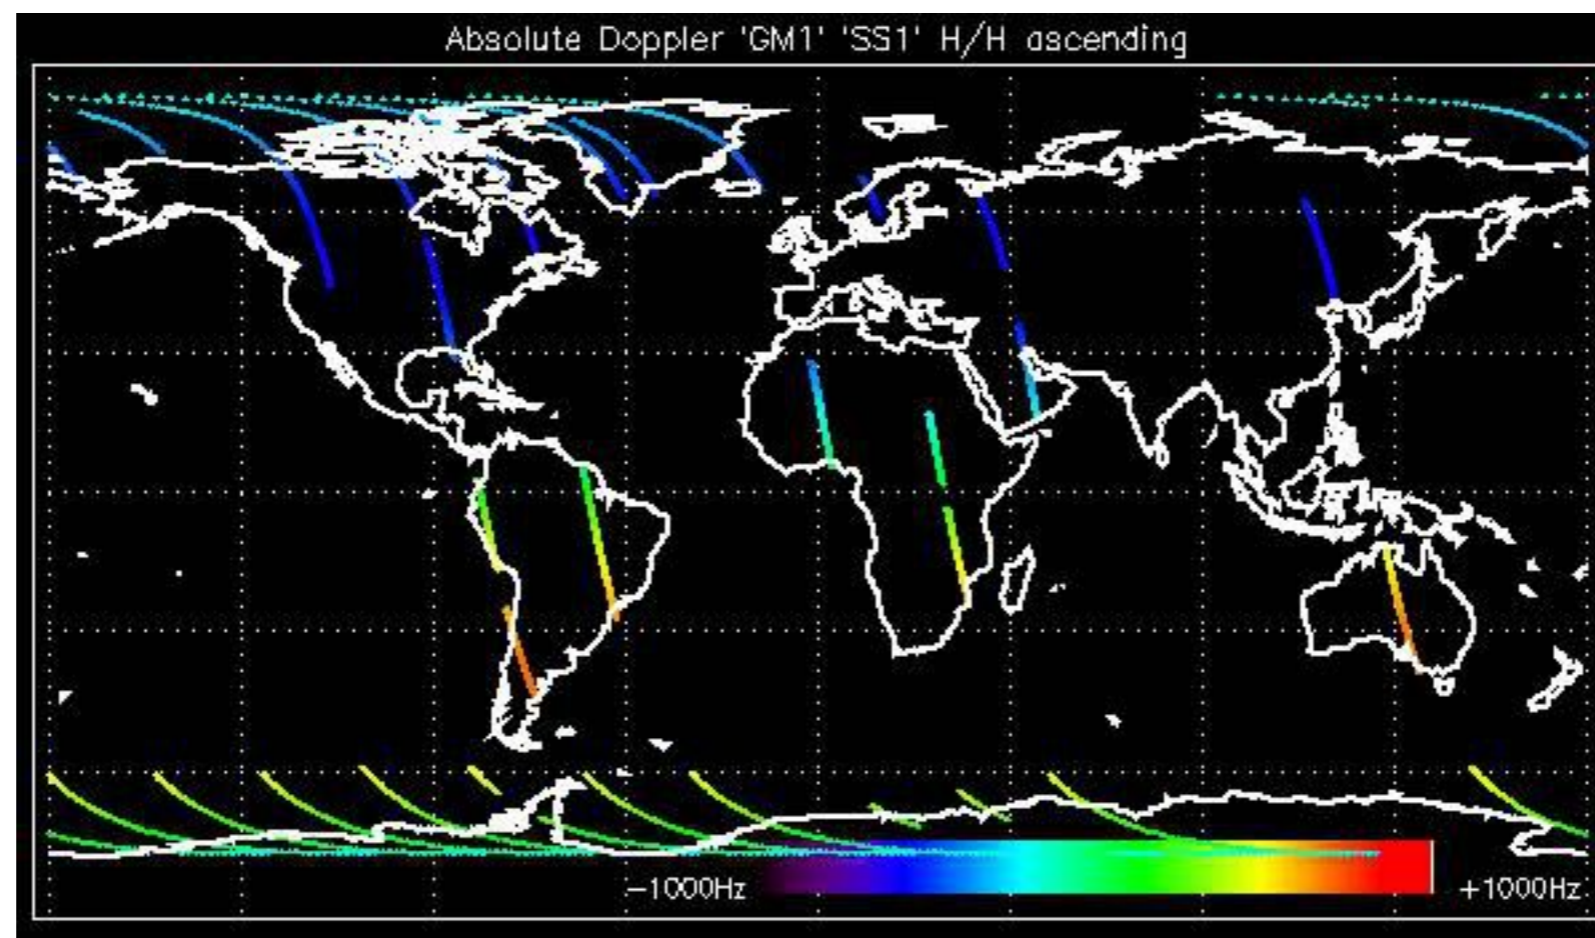 Absolute Doppler 'GM1' 'SS1' H/H ascending
−1000Hz
+1000Hz